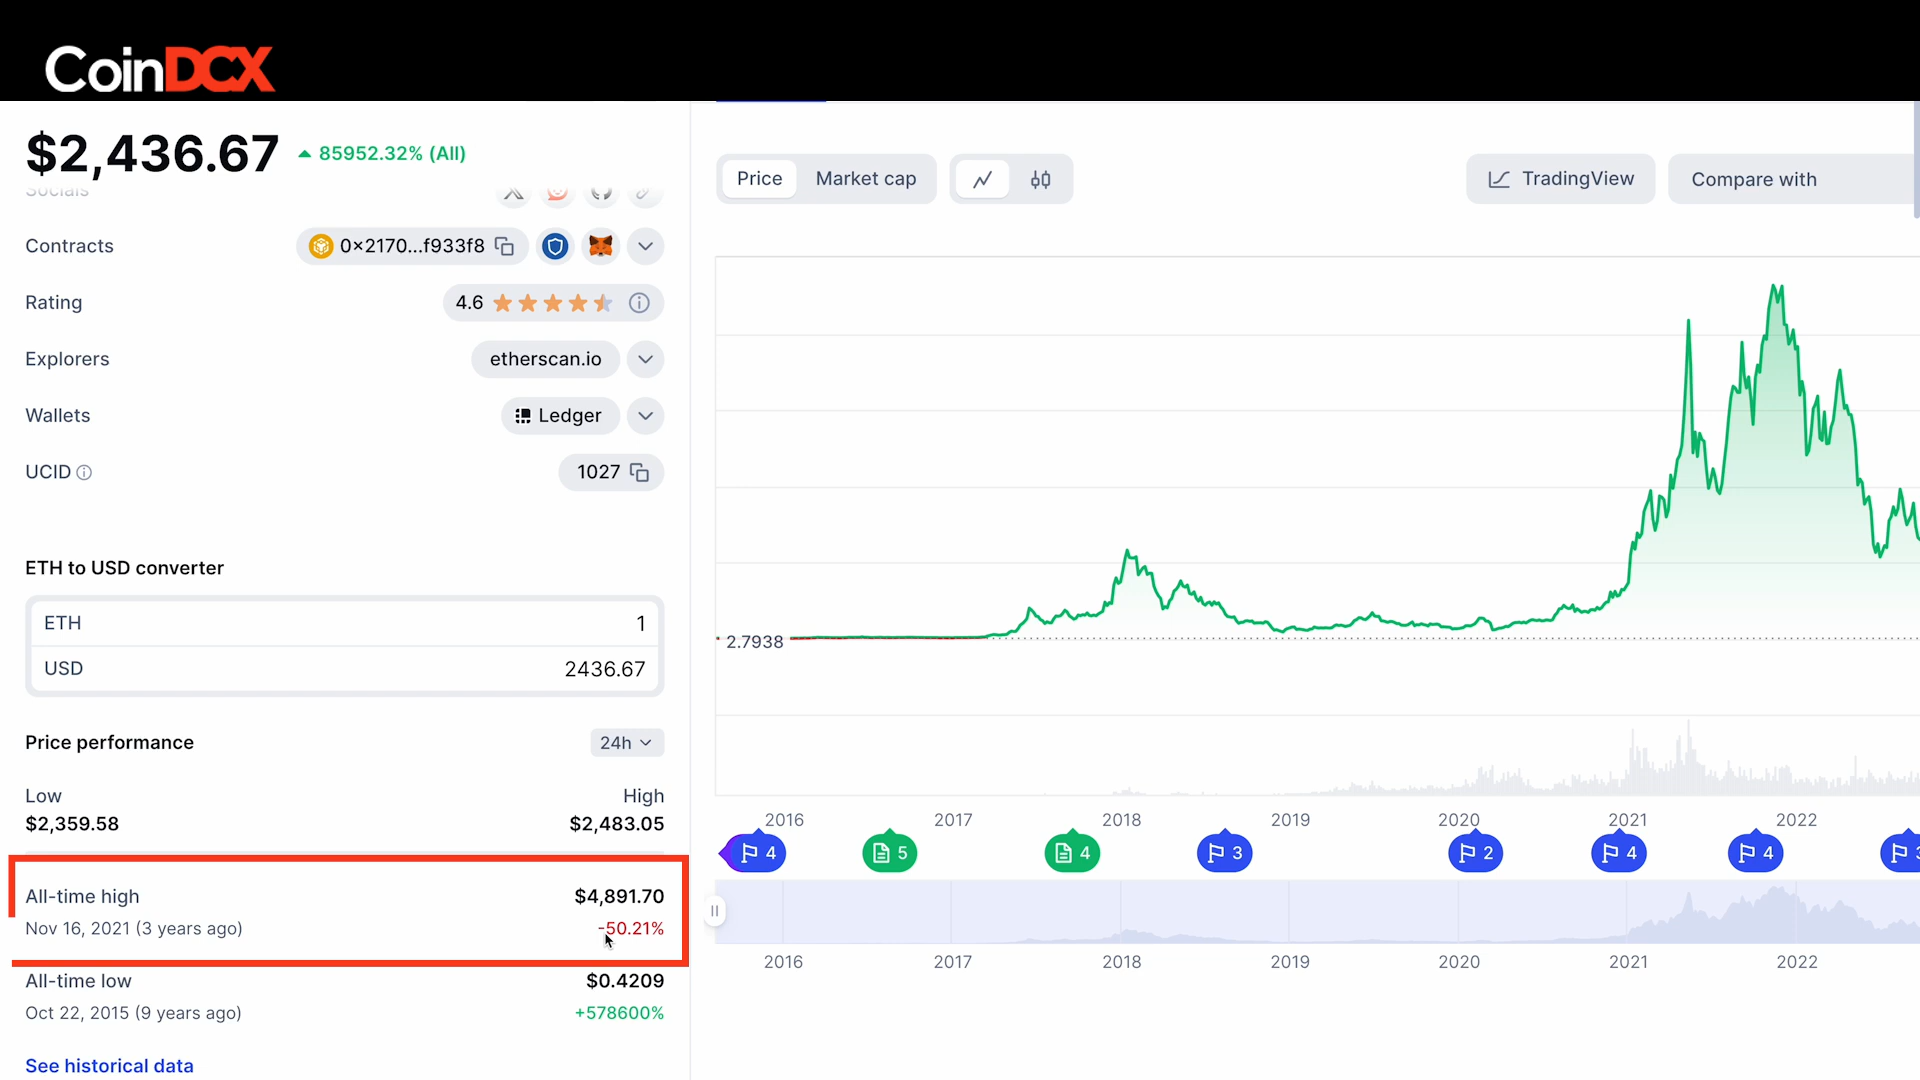 CoinDCX
$2,436.67 85952.32% (All)
Socials
Contracts 0×2170...f933f8
Rating 4.6
Explorers etherscan.io
Wallets Ledger
UCID 1027
ETH to USD converter
ETH 1
USD 2436.67
Price performance 24h
Low High
$2,359.58 $2,483.05
All-time high $4,891.70
Nov 16, 2021 (3 years ago) -50.21%
All-time low $0.4209
Oct 22, 2015 (9 years ago) +578600%
See historical data
Price Market cap TradingView Compare with
2.7938
2016 2017 2018 2019 2020 2021 2022
4 5 4 3 2 4 4 3
2016 2017 2018 2019 2020 2021 2022